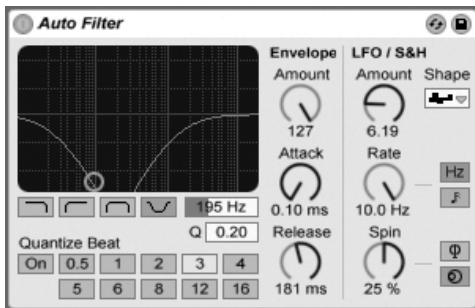 Auto Filter
Envelope
LFO / S&H
Amount
Amount
Shape
127
6.19
Attack
Rate
Hz
0.10 ms
10.0 Hz
195 Hz
Q 0.20
Release
Spin
Quantize Beat
On 0.5 1 2 3 4
5 6 8 12 16
181 ms
25 %
Φ